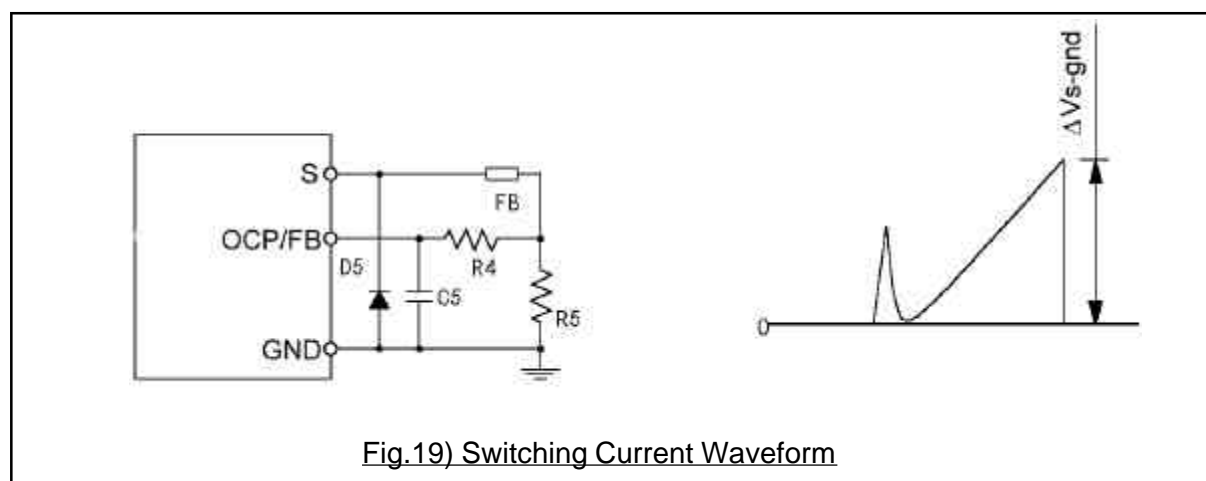 S
FB
OCP/FB
R4
D5
C5
R5
GND
ΔVs-gnd
0
Fig.19) Switching Current Waveform